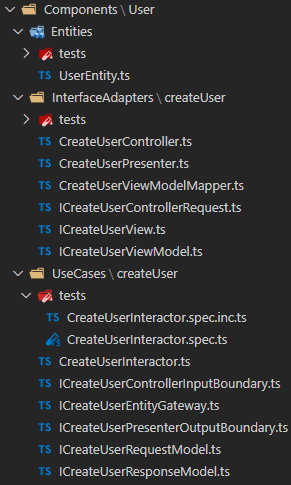 Components \ User
Entities
tests
TS UserEntity.ts
InterfaceAdapters \ createUser
tests
TS CreateUserController.ts
TS CreateUserPresenter.ts
TS CreateUserViewModelMapper.ts
TS ICreateUserControllerRequest.ts
TS ICreateUserView.ts
TS ICreateUserViewModel.ts
UseCases \ createUser
tests
TS CreateUserInteractor.spec.inc.ts
CreateUserInteractor.spec.ts
TS CreateUserInteractor.ts
TS ICreateUserControllerInputBoundary.ts
TS ICreateUserEntityGateway.ts
TS ICreateUserPresenterOutputBoundary.ts
TS ICreateUserRequestModel.ts
TS ICreateUserResponseModel.ts